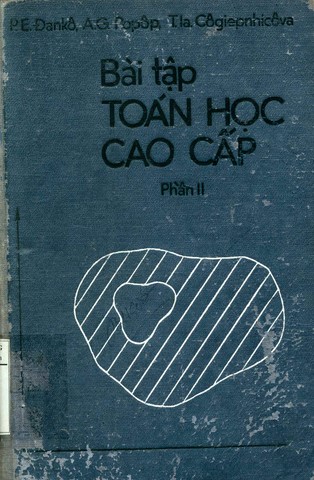 P.E. Đankô, A.G. Pôpôp, T.Ia. Côgiepnhicôva
Bài tập
TOÁN HỌC
CAO CẤP
Phần II